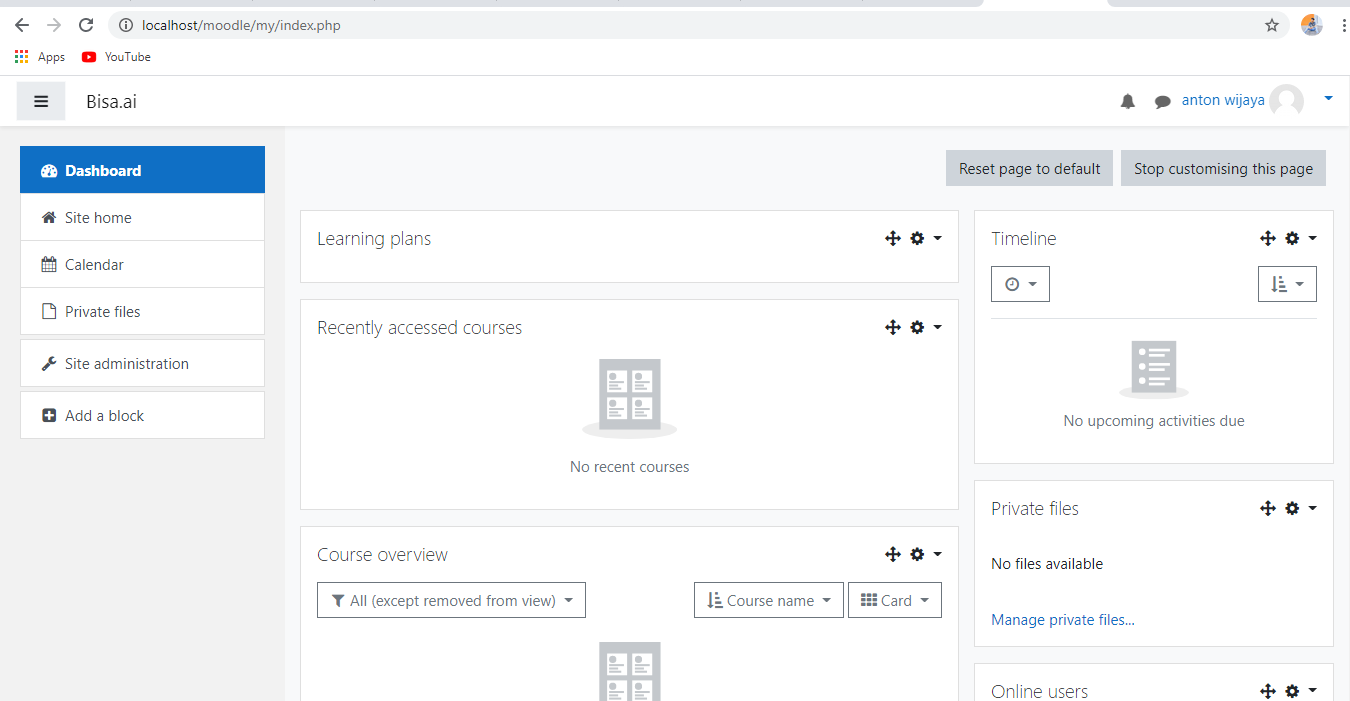 localhost/moodle/my/index.php
Apps YouTube
Bisa.ai
anton wijaya
Dashboard
Site home
Calendar
Private files
Site administration
Add a block
Reset page to default Stop customising this page
Learning plans
Recently accessed courses
No recent courses
Course overview
All (except removed from view) Course name Card
Timeline
No upcoming activities due
Private files
No files available
Manage private files...
Online users